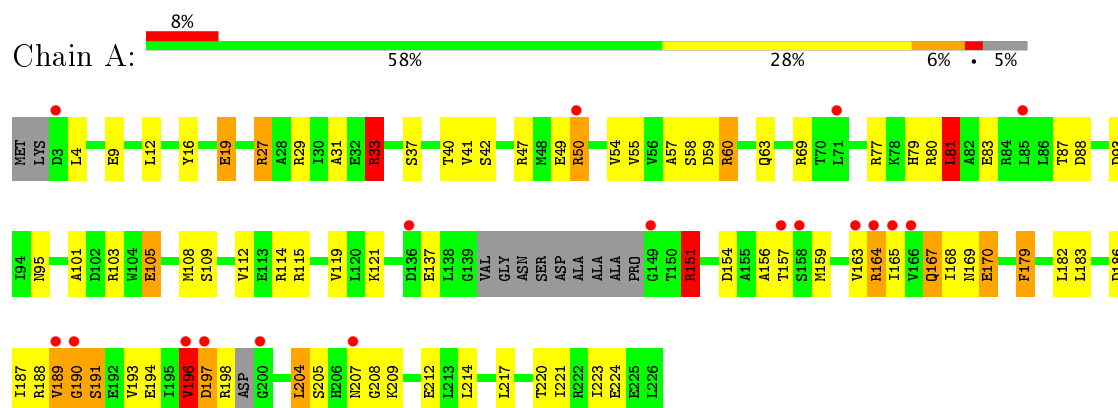 8%
Chain A:
58% 28% 6% • 5%
MET LYS D3 L4 E9 L12 Y16 E19 R27 A28 R29 I30 A31 E32 R33 S37 T40 V41 S42 R47 M48 E49 R50 V54 V55 V56 A57 S58 D59 R60 Q63 R69 T70 L71 R77 K78 H79 R80 L81 A82 E83 R84 L85 L86 T87 D88 D93
I94 N95 A101 D102 R103 W104 E105 M108 S109 V112 E113 R114 R115 V119 L120 K121 D136 E137 L138 G139 VAL GLY ASN SER ASP ALA ALA ALA PRO G149 T150 R151 D154 A155 A156 T157 S158 M159 V163 R164 I165 V166 Q167 I168 N169 E170 F179 L182 L183 D186
I187 R188 V189 G190 S191 E192 V193 E194 I195 V196 D197 R198 ASP G200 L204 S205 H206 N207 G208 K209 E212 L213 L214 L217 T220 I221 R222 I223 E224 E225 L226